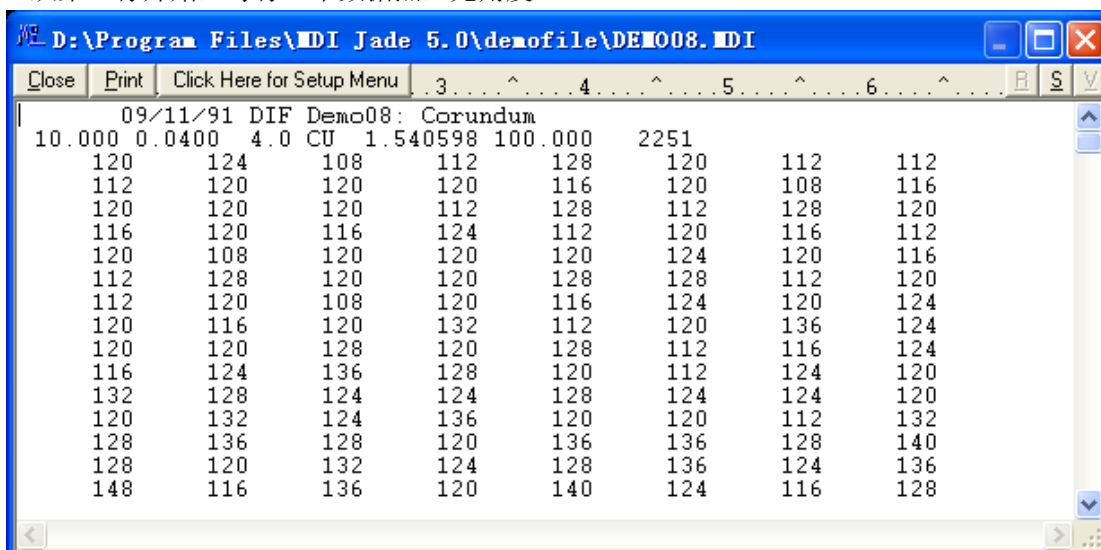 D:\Program Files\MDI Jade 5.0\demofile\DEMO08.MDI
Close Print Click Here for Setup Menu . 3 . . . . ^ . . . . 4 . . . . ^ . . . . 5 . . . . ^ . . . . 6 . . . . ^ . . . . R S V
09/11/91 DIF Demo08: Corundum
10.000 0.0400 4.0 CU 1.540598 100.000 2251
120 124 108 112 128 120 112 112
112 120 120 120 116 120 108 116
120 120 120 112 128 112 128 120
116 120 116 124 112 120 116 112
120 108 120 120 120 124 120 116
112 128 120 120 128 128 112 120
112 120 108 120 116 124 120 124
120 116 120 132 112 120 136 124
120 120 128 120 128 112 116 124
116 124 136 128 120 112 124 120
132 128 124 124 128 124 124 120
120 132 124 136 120 120 112 132
128 136 128 120 136 136 128 140
128 120 132 124 128 136 124 136
148 116 136 120 140 124 116 128